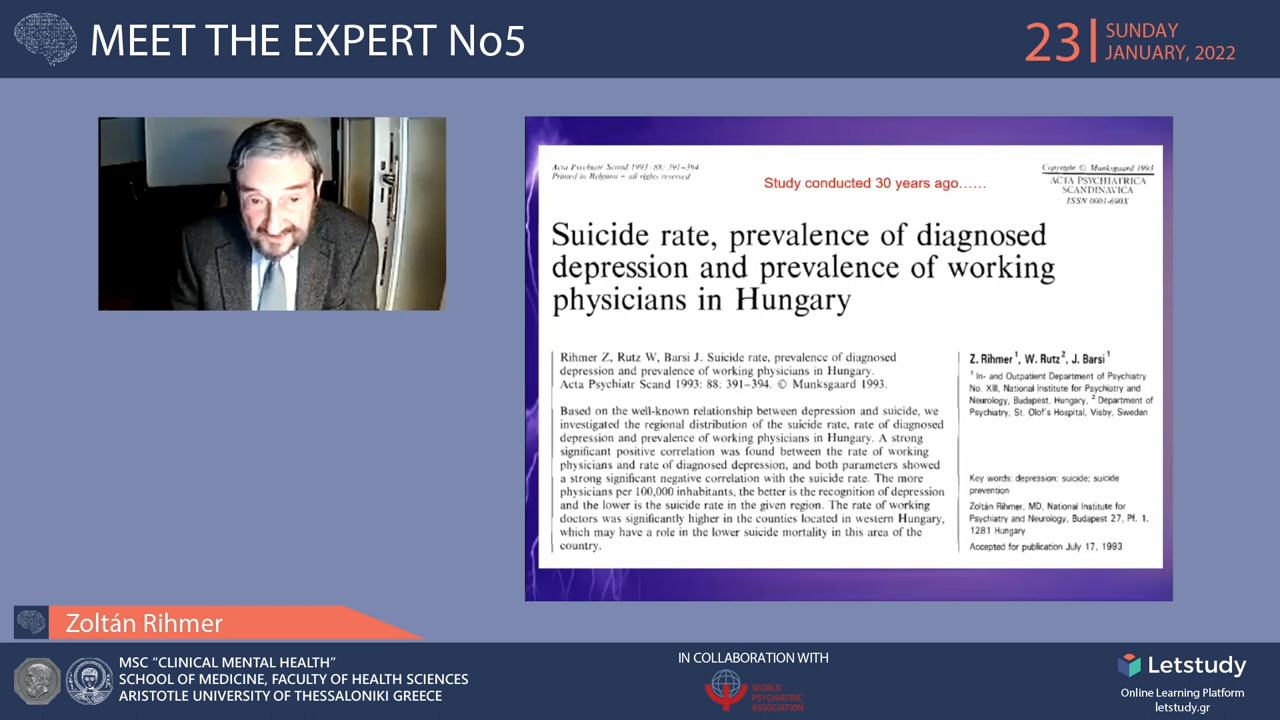 MEET THE EXPERT No5
23
SUNDAY
JANUARY, 2022
Acta Psychiatr Scand 1993: 88: 391–394
Printed in Belgium – all rights reserved
Study conducted 30 years ago......
Copyright © Munksgaard 1993
ACTA PSYCHIATRICA
SCANDINAVICA
ISSN 0001-690X
Suicide rate, prevalence of diagnosed
depression and prevalence of working
physicians in Hungary
Rihmer Z, Rutz W, Barsi J. Suicide rate, prevalence of diagnosed
depression and prevalence of working physicians in Hungary.
Acta Psychiatr Scand 1993: 88: 391–394. © Munksgaard 1993.
Based on the well-known relationship between depression and suicide, we
investigated the regional distribution of the suicide rate, rate of diagnosed
depression and prevalence of working physicians in Hungary. A strong
significant positive correlation was found between the rate of working
physicians and rate of diagnosed depression, and both parameters showed
a strong significant negative correlation with the suicide rate. The more
physicians per 100,000 inhabitants, the better is the recognition of depression
and the lower is the suicide rate in the given region. The rate of working
doctors was significantly higher in the counties located in western Hungary,
which may have a role in the lower suicide mortality in this area of the
country.
Z. Rihmer¹, W. Rutz², J. Barsi¹
¹ In- and Outpatient Department of Psychiatry
No. XIII, National Institute for Psychiatry and
Neurology, Budapest, Hungary, ² Department of
Psychiatry, St. Olof's Hospital, Visby, Sweden
Key words: depression; suicide; suicide
prevention
Zoltán Rihmer, MD, National Institute for
Psychiatry and Neurology, Budapest 27, Pf. 1.
1281 Hungary
Accepted for publication July 17, 1993
Zoltán Rihmer
MSC “CLINICAL MENTAL HEALTH”
SCHOOL OF MEDICINE, FACULTY OF HEALTH SCIENCES
ARISTOTLE UNIVERSITY OF THESSALONIKI GREECE
IN COLLABORATION WITH
WORLD
PSYCHIATRIC
ASSOCIATION
Letstudy
Online Learning Platform
letstudy.gr